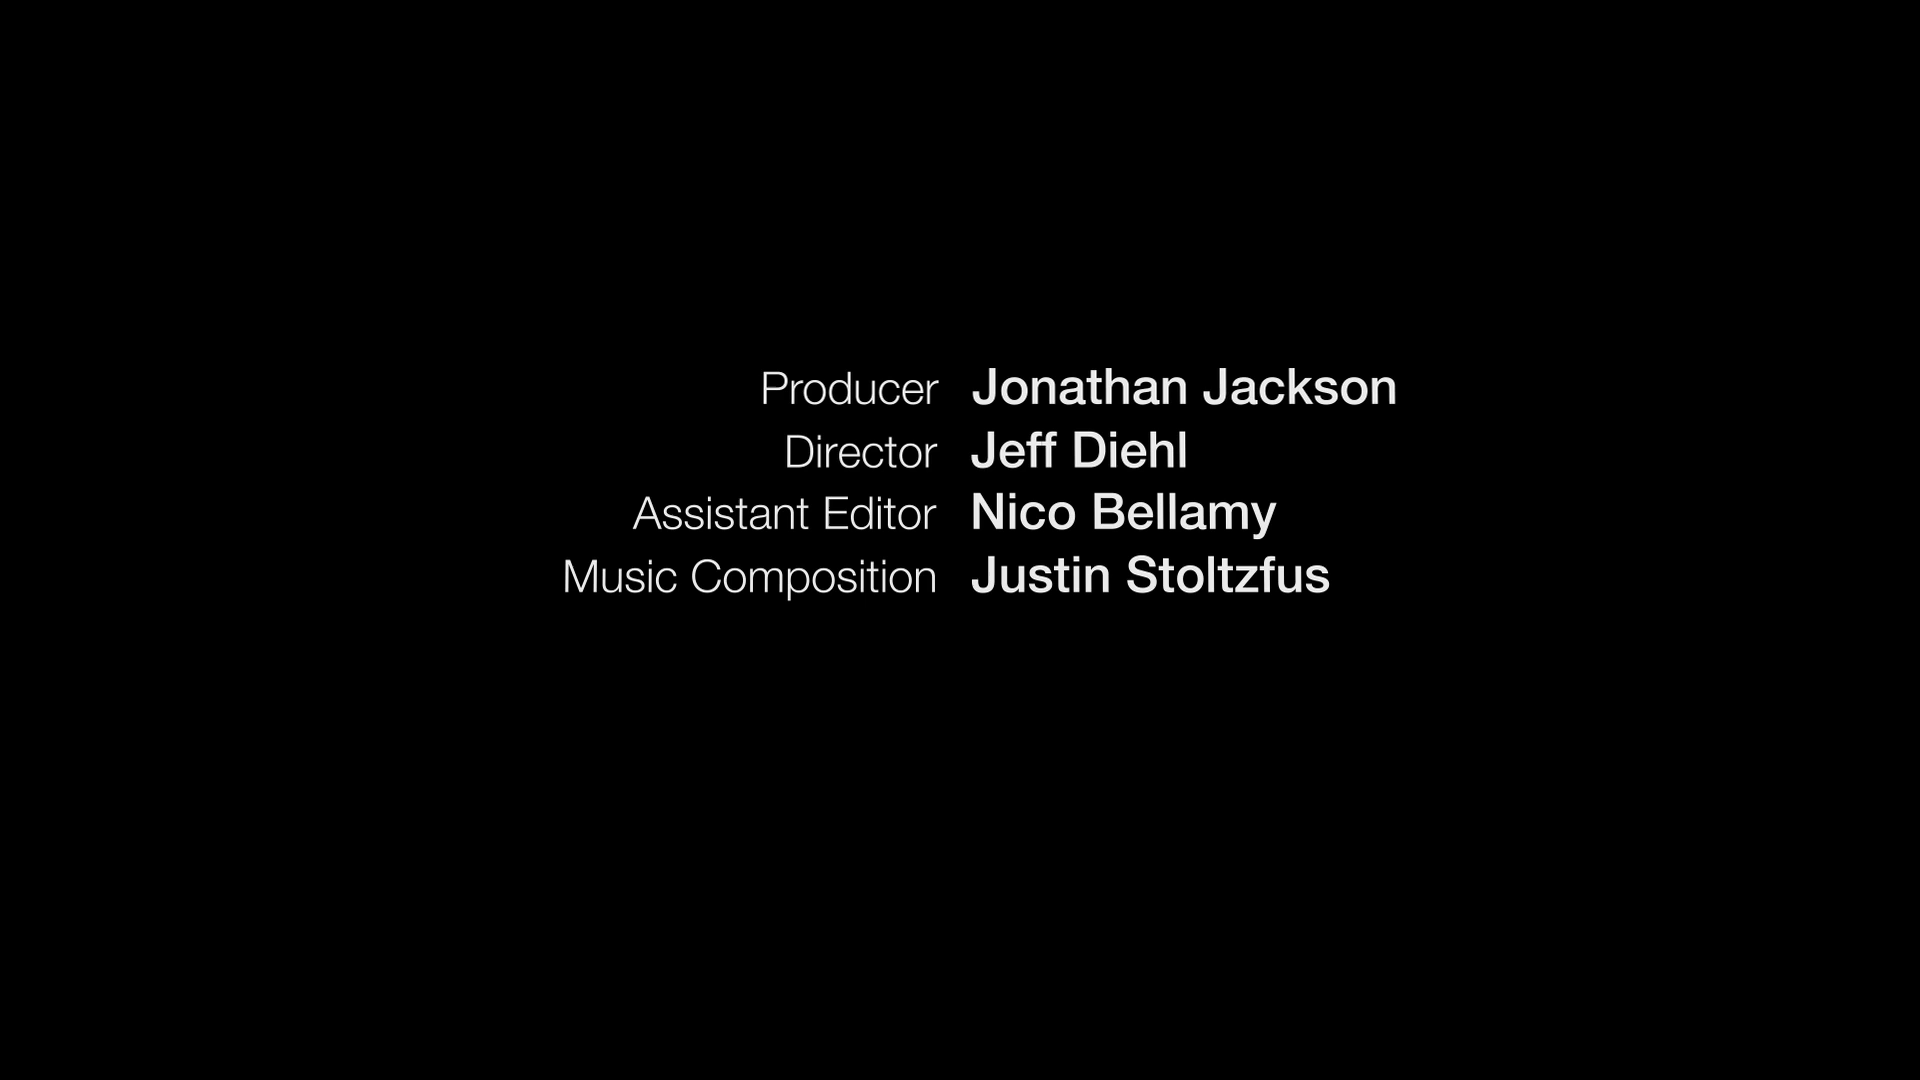 Producer Jonathan Jackson
Director Jeff Diehl
Assistant Editor Nico Bellamy
Music Composition Justin Stoltzfus